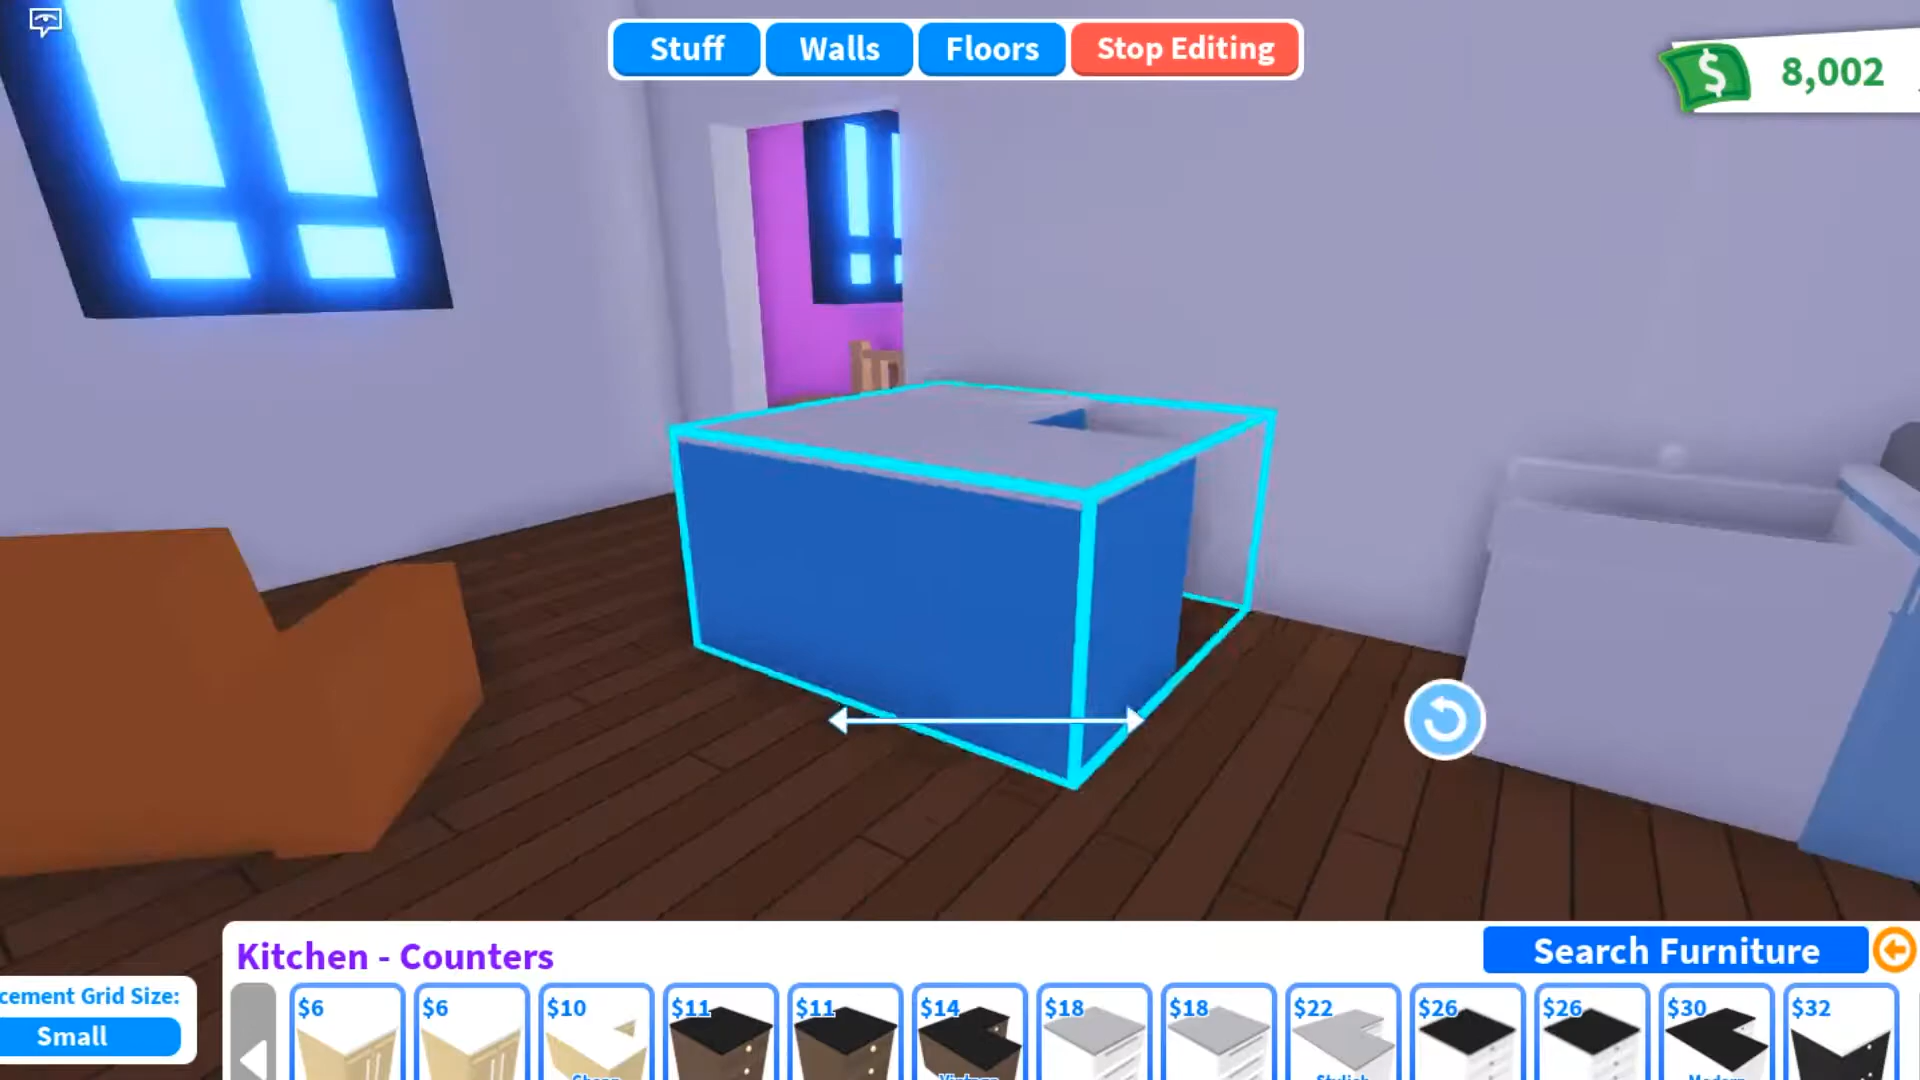 Stuff
Walls
Floors
Stop Editing
8,002
Kitchen - Counters
Search Furniture
cement Grid Size:
Small
$6
$6
$10
$11
$11
$14
$18
$18
$22
$26
$26
$30
$32